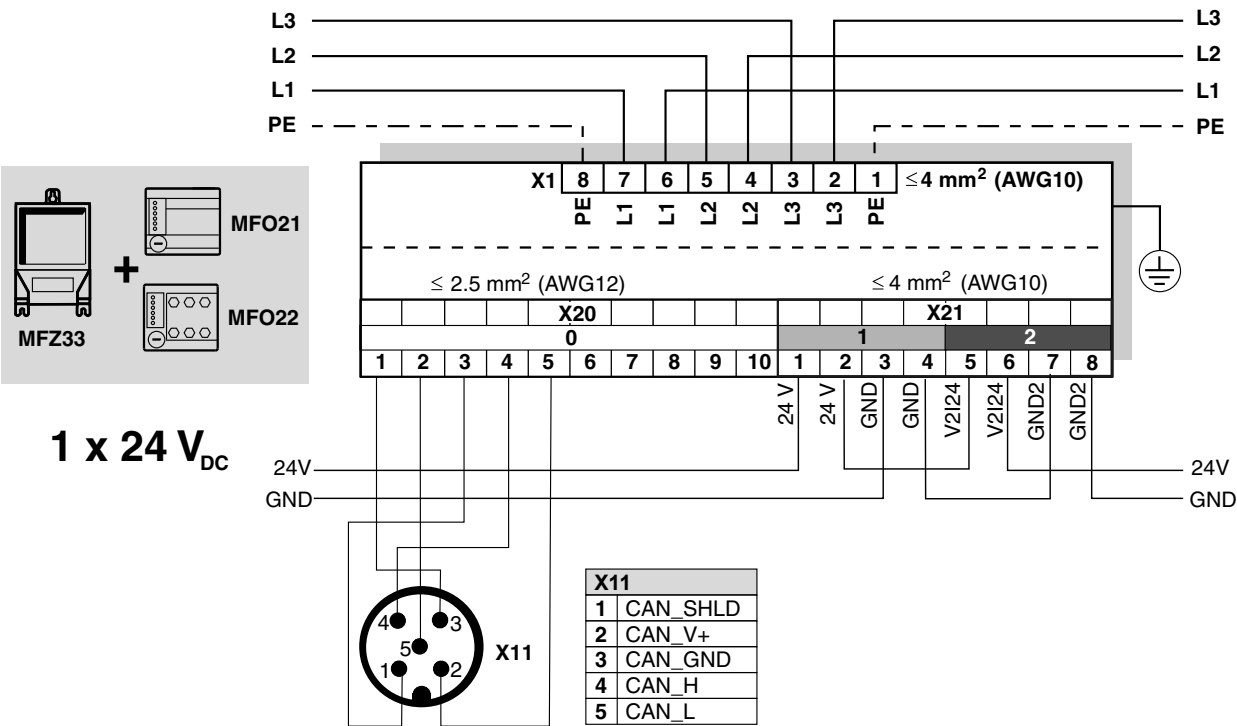 L3 L3
L2 L2
L1 L1
PE PE
X1 8 7 6 5 4 3 2 1 ≤4 mm² (AWG10)
PE L1 L1 L2 L2 L3 L3 PE
MFO21
+
MFO22
MFZ33
≤ 2.5 mm² (AWG12) ≤ 4 mm² (AWG10)
X20 X21
0 1 2
1 2 3 4 5 6 7 8 9 10 1 2 3 4 5 6 7 8
24 V 24 V GND GND V2I24 V2I24 GND2 GND2
1 x 24 VDC
24V 24V
GND GND
4 3
5
1 2
X11
X11
1 CAN_SHLD
2 CAN_V+
3 CAN_GND
4 CAN_H
5 CAN_L